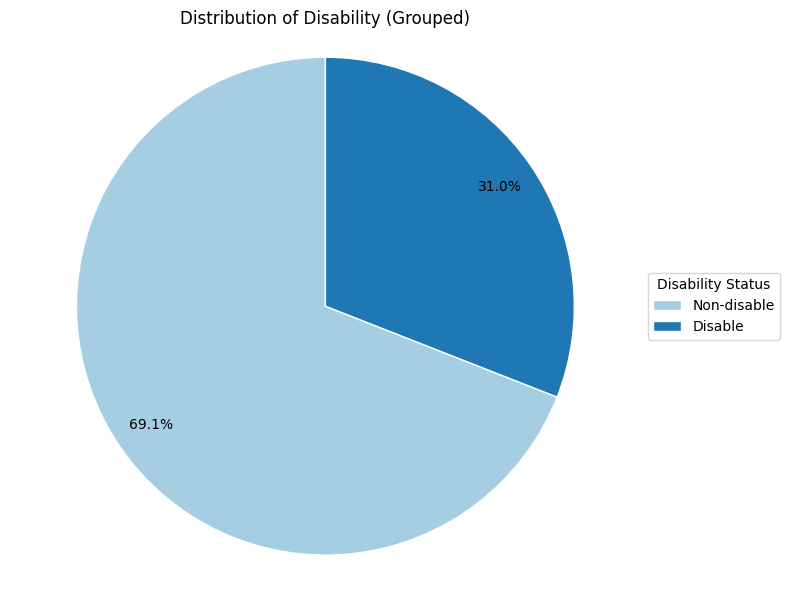 Distribution of Disability (Grouped)
31.0%
69.1%
Disability Status
Non-disable
Disable